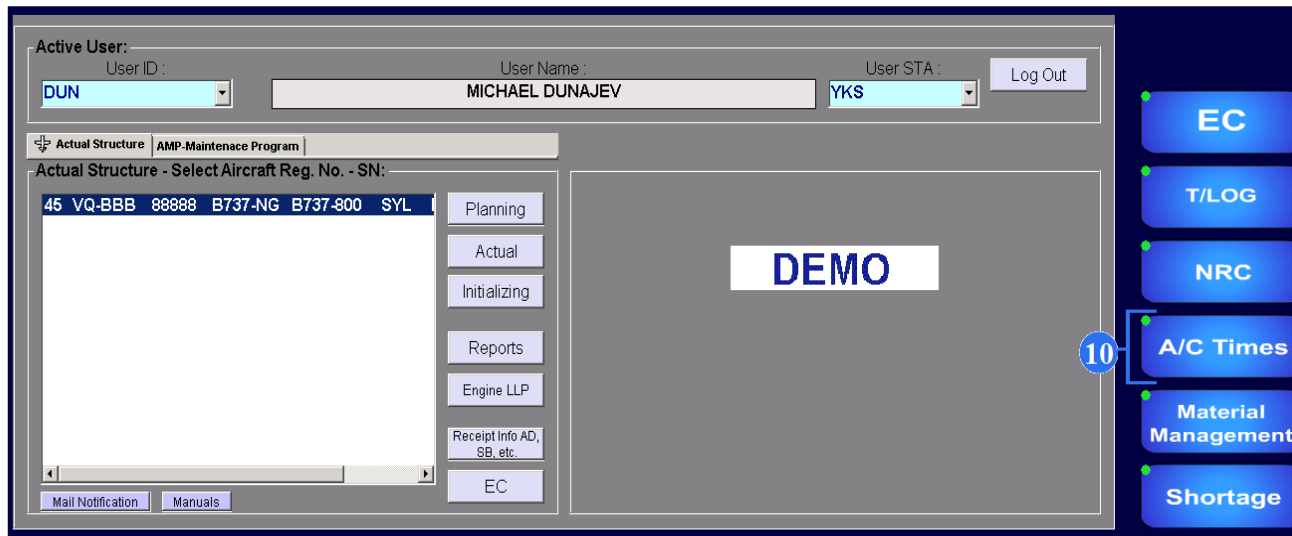 Active User:
User ID :
User Name :
User STA :
DUN
MICHAEL DUNAJEV
YKS
Log Out
Actual Structure
AMP-Maintenace Program
Actual Structure - Select Aircraft Reg. No. - SN:
45 VQ-BBB 88888 B737-NG B737-800 SYL
Planning
Actual
Initializing
Reports
Engine LLP
Receipt Info AD,
SB, etc.
EC
Mail Notification
Manuals
DEMO
EC
T/LOG
NRC
10
A/C Times
Material
Management
Shortage